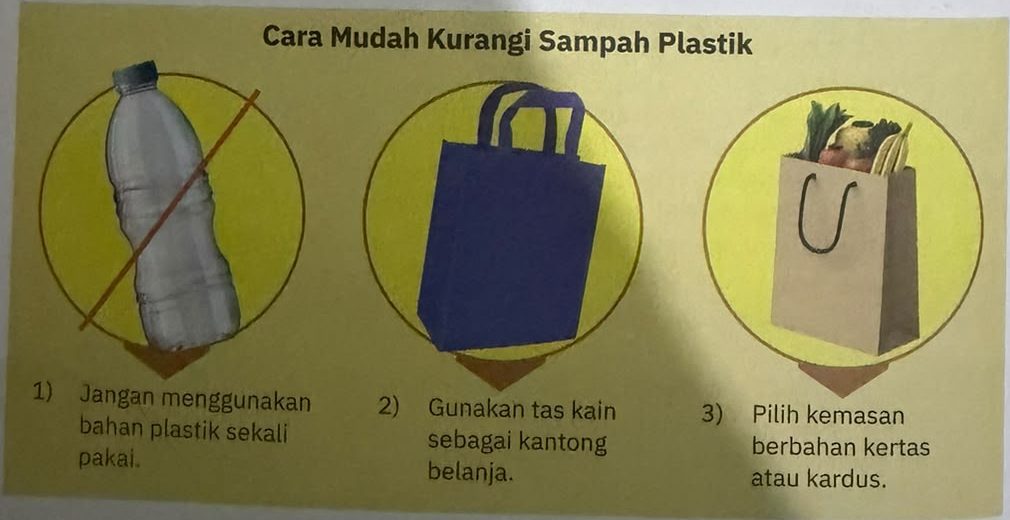 Cara Mudah Kurangi Sampah Plastik
1) Jangan menggunakan
bahan plastik sekali
pakai.
2) Gunakan tas kain
sebagai kantong
belanja.
3) Pilih kemasan
berbahan kertas
atau kardus.